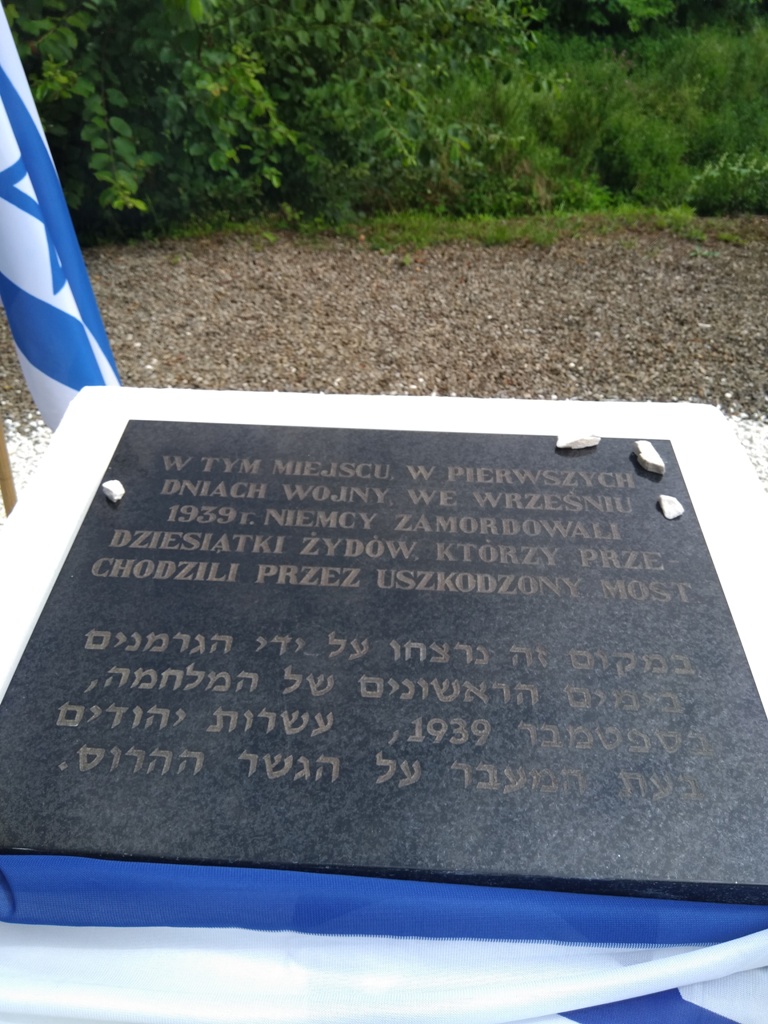 W TYM MIEJSCU, W PIERWSZYCH
DNIACH WOJNY, WE WRZEŚNIU
1939 r. NIEMCY ZAMORDOWALI
DZIESIĄTKI ŻYDÓW, KTÓRZY PRZE-
CHODZILI PRZEZ USZKODZONY MOST
במקום זה נרצחו על ידי הגרמנים
בימים הראשונים של המלחמה,
בספטמבר 1939, עשרות יהודים
בעת המעבר על הגשר ההרוס.